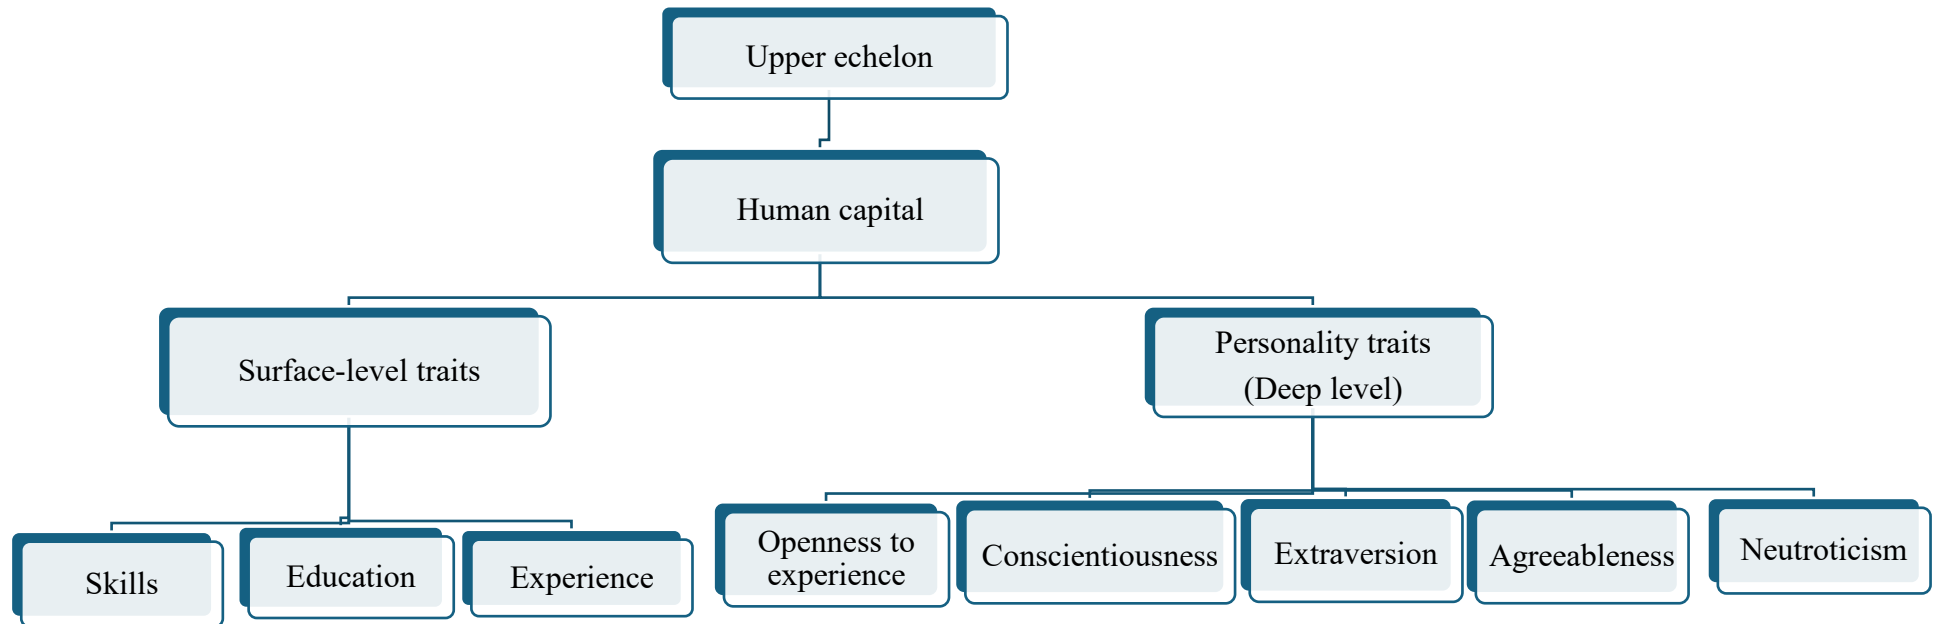 Upper echelon
Human capital
Surface-level traits
Personality traits
(Deep level)
Skills
Education
Experience
Openness to
experience
Conscientiousness
Extraversion
Agreeableness
Neutroticism